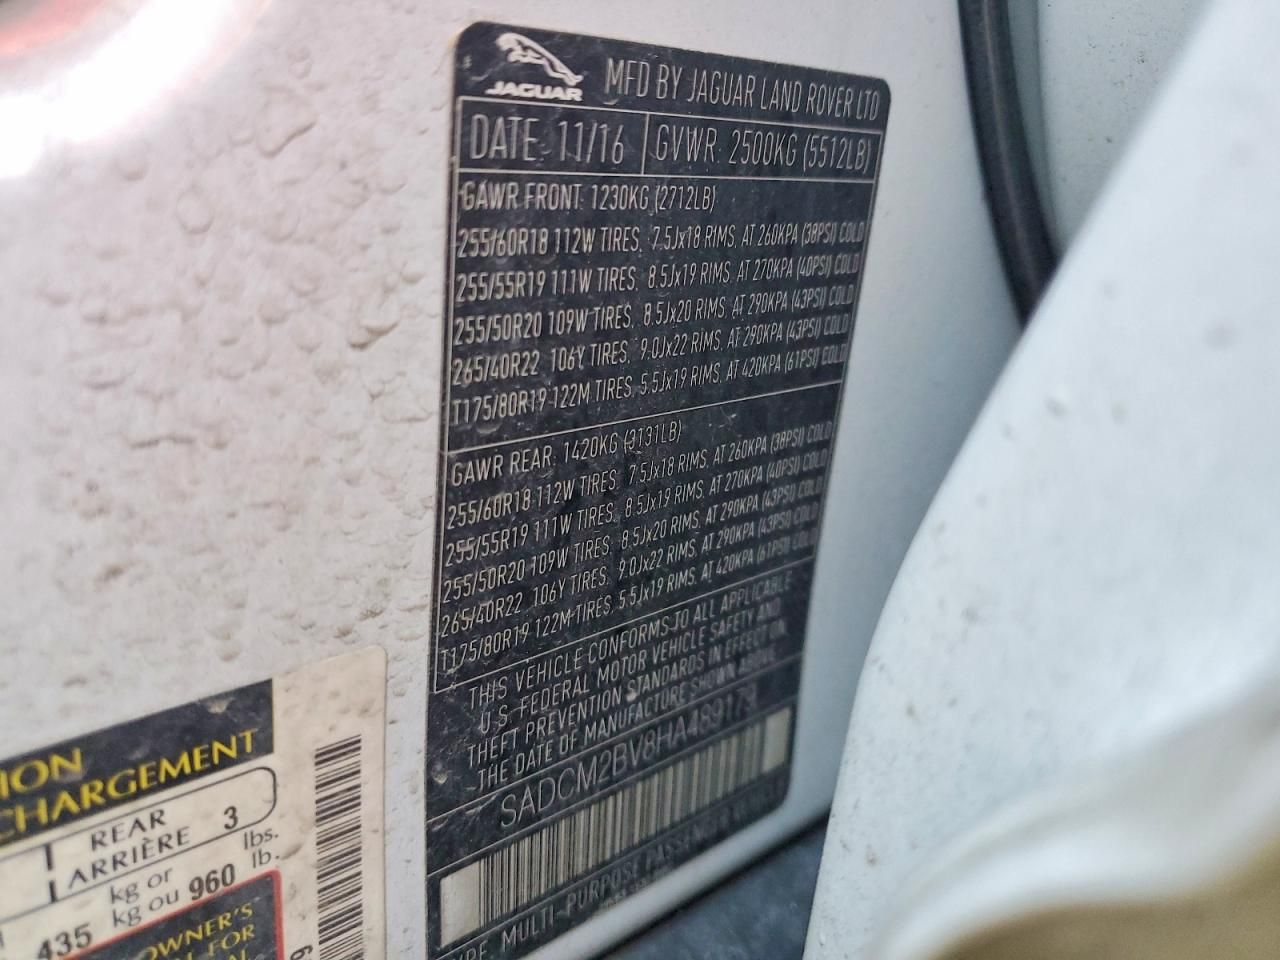 JAGUAR
MFD BY JAGUAR LAND ROVER LTD
DATE: 11/16 GVWR: 2500KG (5512LB)
GAWR FRONT: 1230KG (2712LB)
255/60R18 112W TIRES, 7.5Jx18 RIMS, AT 260KPA (38PSI) COLD
255/55R19 111W TIRES, 8.5Jx19 RIMS, AT 270KPA (40PSI) COLD
255/50R20 109W TIRES, 8.5Jx20 RIMS, AT 290KPA (43PSI) COLD
265/40R22 106Y TIRES, 9.0Jx22 RIMS, AT 290KPA (43PSI) COLD
T175/80R19 122M TIRES, 5.5Jx19 RIMS, AT 420KPA (61PSI) COLD
GAWR REAR: 1420KG (3131LB)
255/60R18 112W TIRES, 7.5Jx18 RIMS, AT 260KPA (38PSI) COLD
255/55R19 111W TIRES, 8.5Jx19 RIMS, AT 270KPA (40PSI) COLD
255/50R20 109W TIRES, 8.5Jx20 RIMS, AT 290KPA (43PSI) COLD
265/40R22 106Y TIRES, 9.0Jx22 RIMS, AT 290KPA (43PSI) COLD
T175/80R19 122M TIRES, 5.5Jx19 RIMS, AT 420KPA (61PSI) COLD
THIS VEHICLE CONFORMS TO ALL APPLICABLE
U.S. FEDERAL MOTOR VEHICLE SAFETY AND
THEFT PREVENTION STANDARDS IN EFFECT ON
THE DATE OF MANUFACTURE SHOWN ABOVE
SADCM2BV8HA489179
TYPE: MULTI-PURPOSE PASSENGER VEHICLE
ION
CHARGEMENT
REAR
ARRIÈRE 3
kg or lbs.
435 kg ou 960 lb.
OWNER'S
FOR